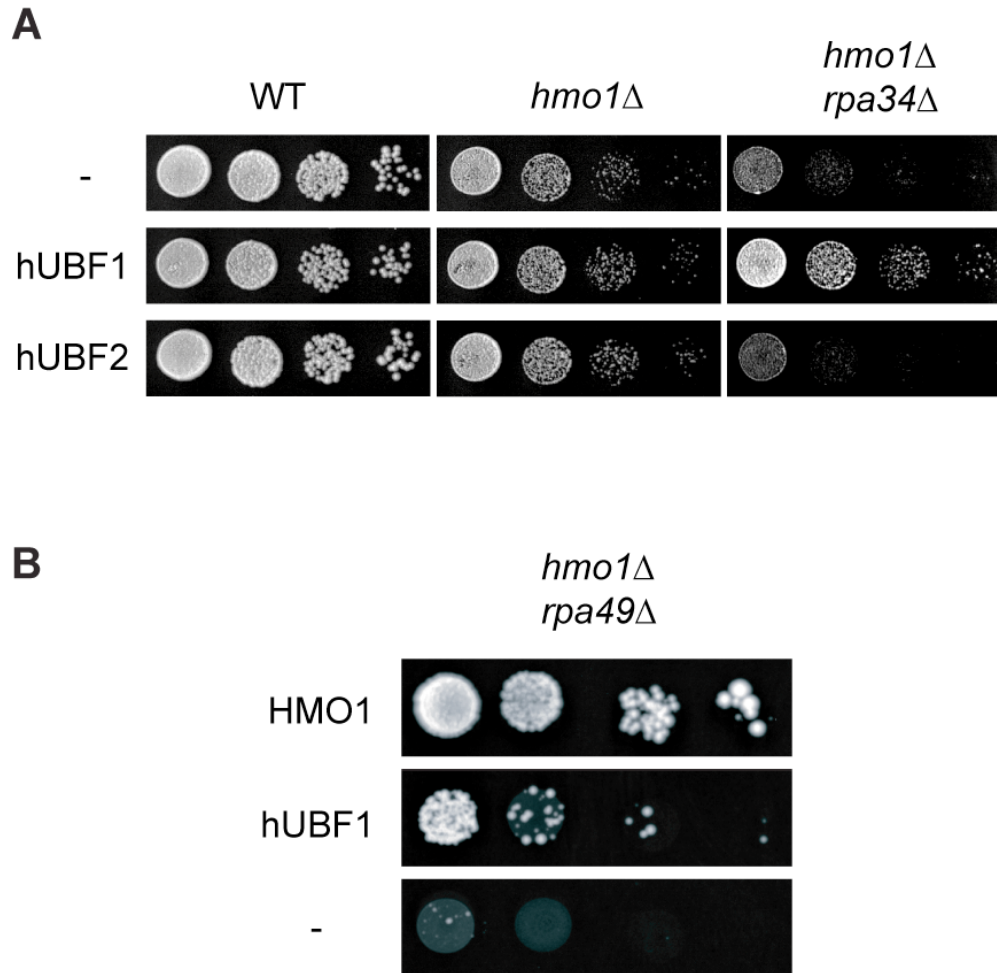 A
WT
hmo1Δ
hmo1Δ
rpa34Δ
-
hUBF1
hUBF2
B
hmo1Δ
rpa49Δ
HMO1
hUBF1
-